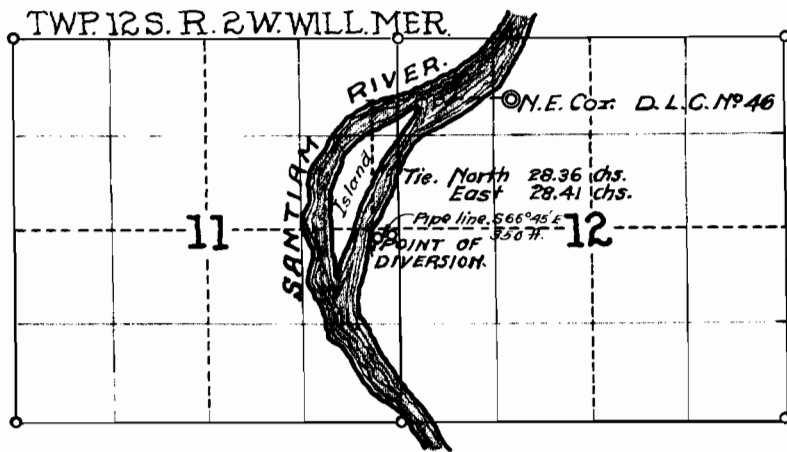 TWP. 12 S. R. 2 W. WILL. MER.
SANTIAM RIVER.
N.E. Cor. D.L.C. Nº 46
Island
Tie. North 28.36 chs.
East 28.41 chs.
Pipe line. S 66° 45' E
350 ft.
11
12
POINT OF
DIVERSION.